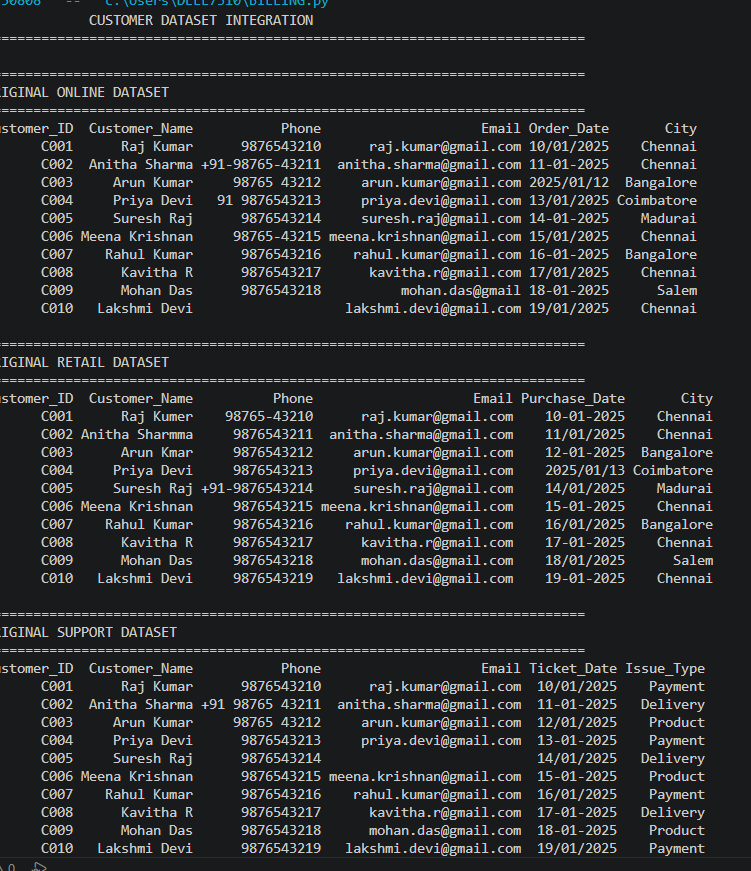 50808 -- c:\Users\DELL7510\BILLING.py
CUSTOMER DATASET INTEGRATION
==========================================================================
==========================================================================
IGINAL ONLINE DATASET
==========================================================================
stomer_ID Customer_Name Phone Email Order_Date City
C001 Raj Kumar 9876543210 raj.kumar@gmail.com 10/01/2025 Chennai
C002 Anitha Sharma +91-98765-43211 anitha.sharma@gmail.com 11-01-2025 Chennai
C003 Arun Kumar 98765 43212 arun.kumar@gmail.com 2025/01/12 Bangalore
C004 Priya Devi 91 9876543213 priya.devi@gmail.com 13/01/2025 Coimbatore
C005 Suresh Raj 9876543214 suresh.raj@gmail.com 14-01-2025 Madurai
C006 Meena Krishnan 98765-43215 meena.krishnan@gmail.com 15/01/2025 Chennai
C007 Rahul Kumar 9876543216 rahul.kumar@gmail.com 16-01-2025 Bangalore
C008 Kavitha R 9876543217 kavitha.r@gmail.com 17/01/2025 Chennai
C009 Mohan Das 9876543218 mohan.das@gmail 18-01-2025 Salem
C010 Lakshmi Devi lakshmi.devi@gmail.com 19/01/2025 Chennai
==========================================================================
IGINAL RETAIL DATASET
==========================================================================
stomer_ID Customer_Name Phone Email Purchase_Date City
C001 Raj Kumer 98765-43210 raj.kumar@gmail.com 10-01-2025 Chennai
C002 Anitha Sharmma 9876543211 anitha.sharma@gmail.com 11/01/2025 Chennai
C003 Arun Kmar 9876543212 arun.kumar@gmail.com 12-01-2025 Bangalore
C004 Priya Devi 9876543213 priya.devi@gmail.com 2025/01/13 Coimbatore
C005 Suresh Raj +91-9876543214 suresh.raj@gmail.com 14/01/2025 Madurai
C006 Meena Krishnan 9876543215 meena.krishnan@gmail.com 15-01-2025 Chennai
C007 Rahul Kumar 9876543216 rahul.kumar@gmail.com 16/01/2025 Bangalore
C008 Kavitha R 9876543217 kavitha.r@gmail.com 17-01-2025 Chennai
C009 Mohan Das 9876543218 mohan.das@gmail.com 18/01/2025 Salem
C010 Lakshmi Devi 9876543219 lakshmi.devi@gmail.com 19-01-2025 Chennai
==========================================================================
IGINAL SUPPORT DATASET
==========================================================================
stomer_ID Customer_Name Phone Email Ticket_Date Issue_Type
C001 Raj Kumar 9876543210 raj.kumar@gmail.com 10/01/2025 Payment
C002 Anitha Sharma +91 98765 43211 anitha.sharma@gmail.com 11-01-2025 Delivery
C003 Arun Kumar 98765 43212 arun.kumar@gmail.com 12/01/2025 Product
C004 Priya Devi 9876543213 priya.devi@gmail.com 13-01-2025 Payment
C005 Suresh Raj 9876543214 14/01/2025 Delivery
C006 Meena Krishnan 9876543215 meena.krishnan@gmail.com 15-01-2025 Product
C007 Rahul Kumar 9876543216 rahul.kumar@gmail.com 16/01/2025 Payment
C008 Kavitha R 9876543217 kavitha.r@gmail.com 17-01-2025 Delivery
C009 Mohan Das 9876543218 mohan.das@gmail.com 18-01-2025 Product
C010 Lakshmi Devi 9876543219 lakshmi.devi@gmail.com 19/01/2025 Payment
0